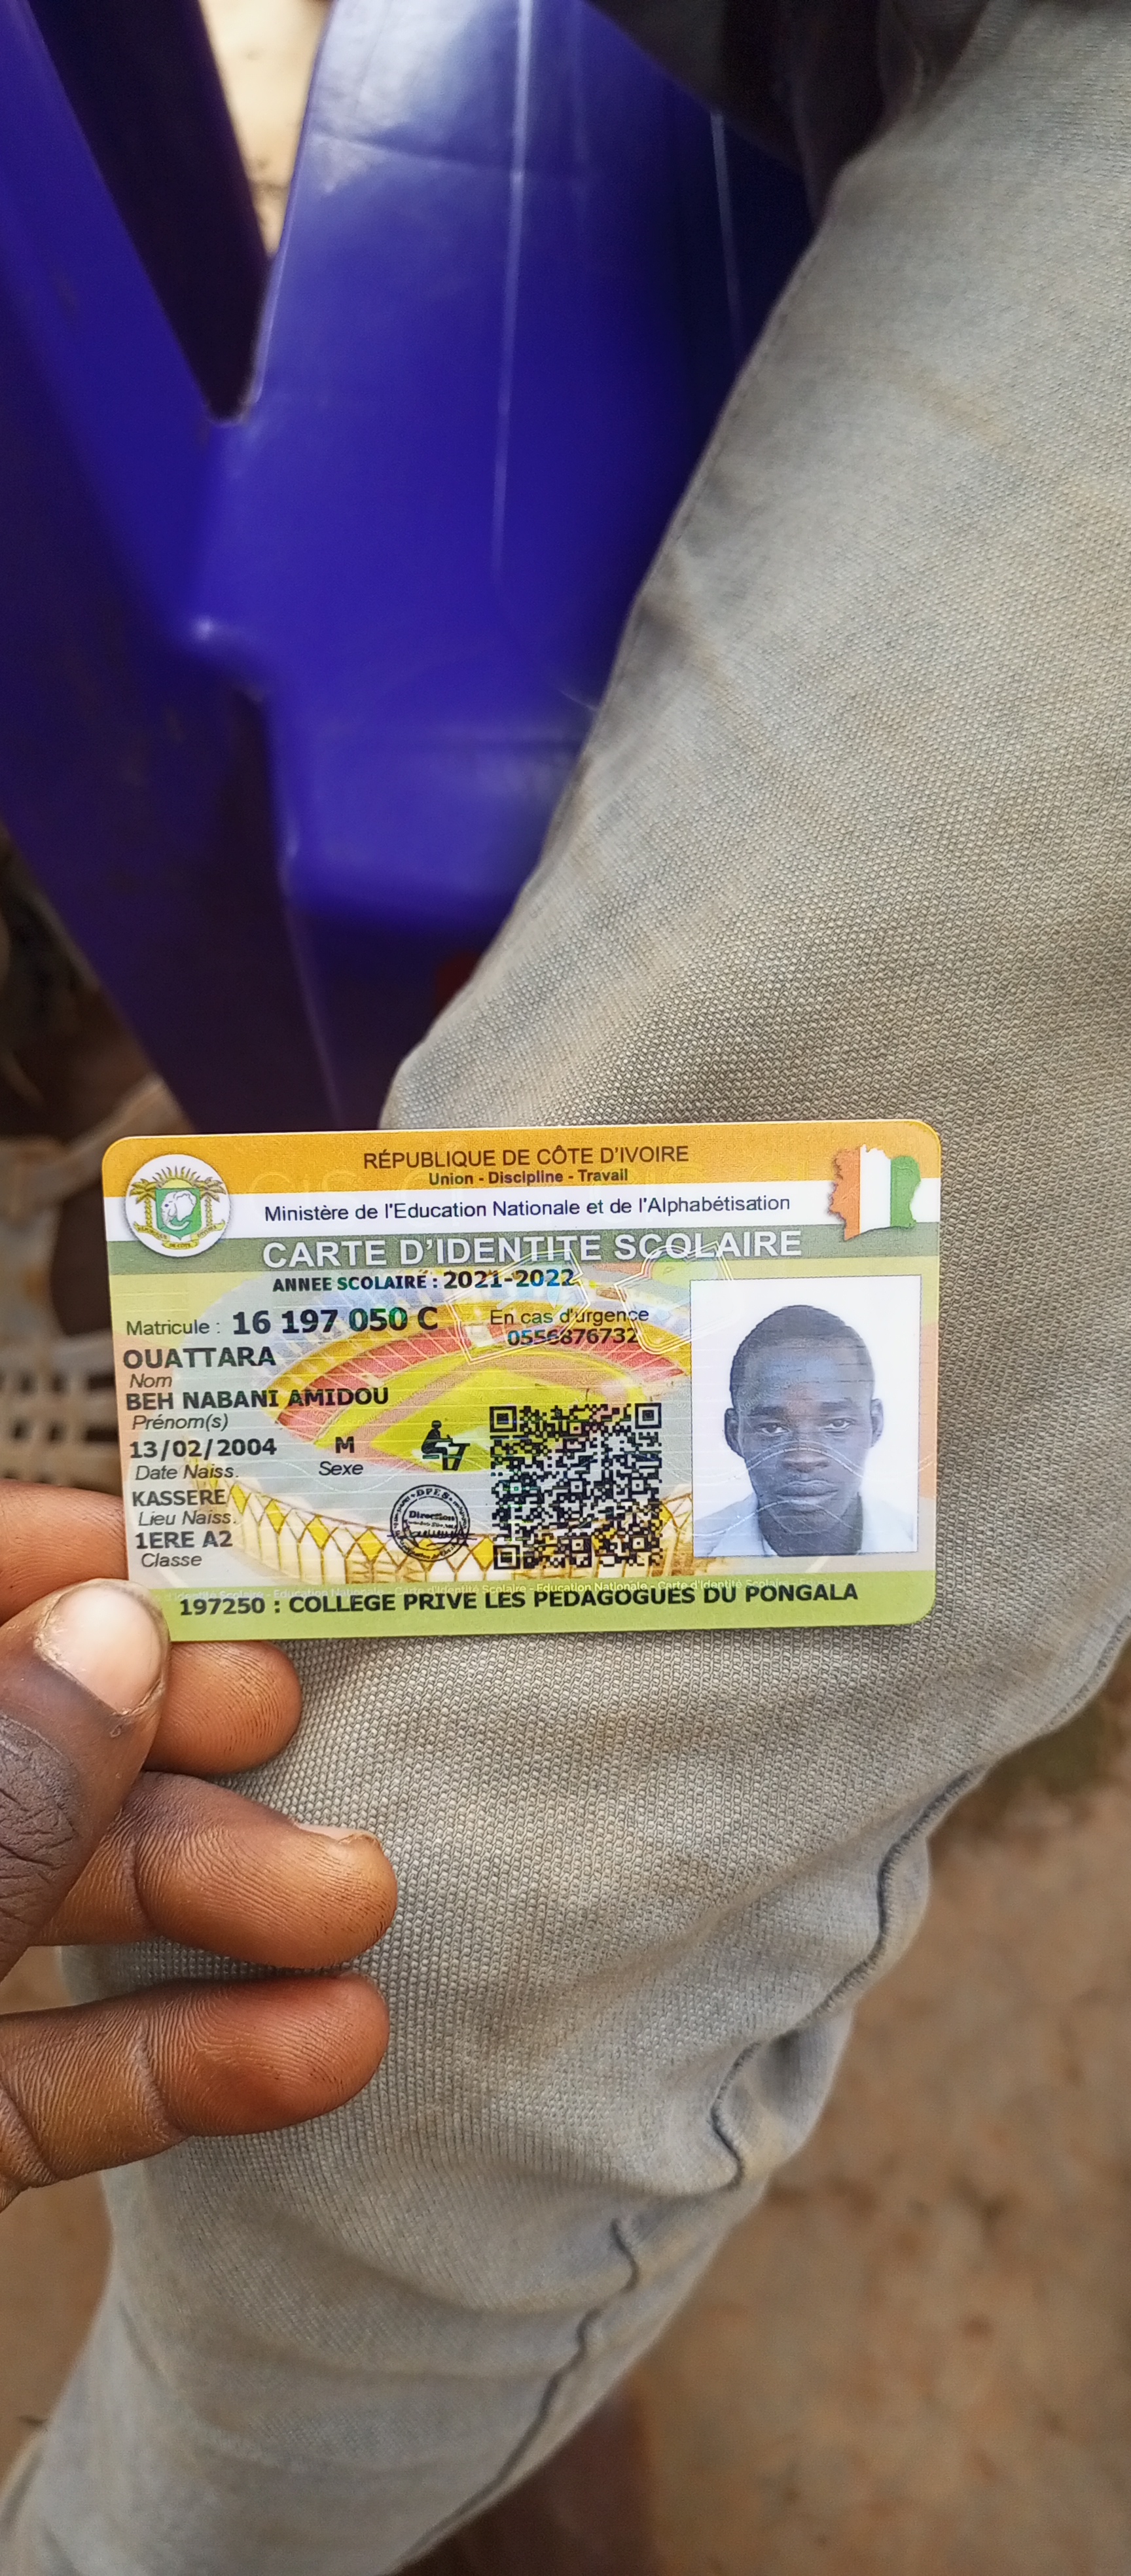 RÉPUBLIQUE DE CÔTE D'IVOIRE
Union - Discipline - Travail
Ministère de l'Education Nationale et de l'Alphabétisation
CARTE D'IDENTITE SCOLAIRE
ANNEE SCOLAIRE : 2021-2022
Matricule : 16 197 050 C
En cas d'urgence
0556876732
OUATTARA
Nom
BEH NABANI AMIDOU
Prénom(s)
13/02/2004 M
Date Naiss. Sexe
KASSERE
Lieu Naiss.
1ERE A2
Classe
DPES
Direction
Identité Scolaire - Education Nationale - Carte d'Identité Scolaire - Education Nationale - Carte d'Identité Scolaire
197250 : COLLEGE PRIVE LES PEDAGOGUES DU PONGALA